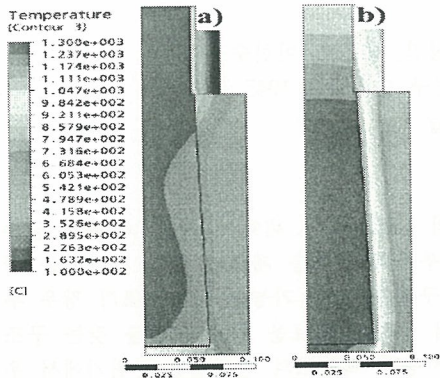 Temperature
(Contour 3)
1.300e+003
1.237e+003
1.174e+003
1.111e+003
1.047e+003
9.842e+002
9.211e+002
8.579e+002
7.947e+002
7.316e+002
6.684e+002
6.053e+002
5.421e+002
4.789e+002
4.158e+002
3.526e+002
2.895e+002
2.263e+002
1.632e+002
1.000e+002
[C]
a)
b)
0 0.050 0.100
0.025 0.075
0 0.050
0.025 0.075